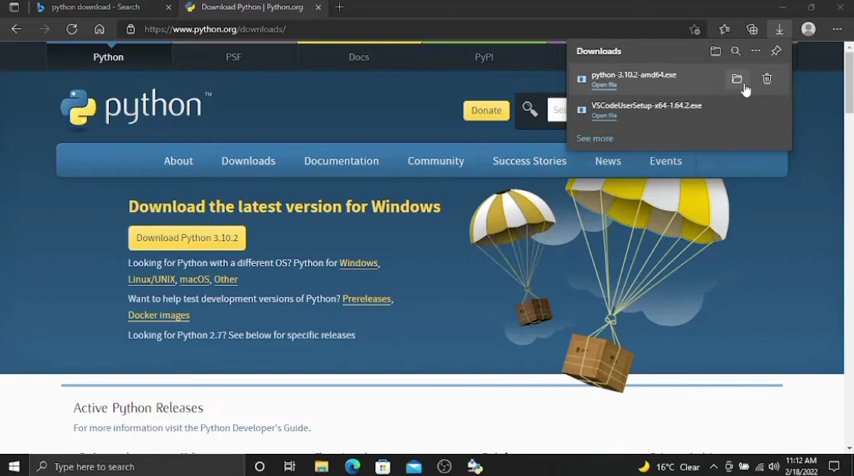 python download - Search
Download Python | Python.org
https://www.python.org/downloads/
Python
PSF
Docs
PyPI
Downloads
python-3.10.2-amd64.exe
Open file
VSCodeUserSetup-x64-1.64.2.exe
Open file
See more
python
Donate
About
Downloads
Documentation
Community
Success Stories
News
Events
Download the latest version for Windows
Download Python 3.10.2
Looking for Python with a different OS? Python for Windows,
Linux/UNIX, macOS, Other
Want to help test development versions of Python? Prereleases,
Docker images
Looking for Python 2.7? See below for specific releases
Active Python Releases
For more information visit the Python Developer's Guide.
Type here to search
16°C Clear
11:12 AM
2/18/2022